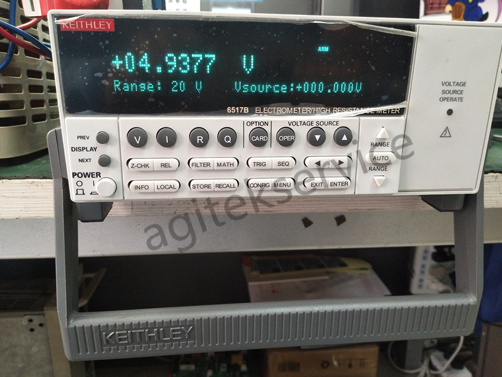 KEITHLEY
ARM
+04.9377 V
Range: 20 V Vsource:+000.000V
6517B ELECTROMETER/HIGH RESISTANCE METER
VOLTAGE
SOURCE
OPERATE
OPTION VOLTAGE SOURCE
PREV
V I R Q CARD OPER
DISPLAY
NEXT
Z-CHK REL FILTER MATH TRIG SEQ
RANGE
AUTO
RANGE
POWER
INFO LOCAL STORE RECALL CONFIG MENU EXIT ENTER
agitekservice
KEITHLEY